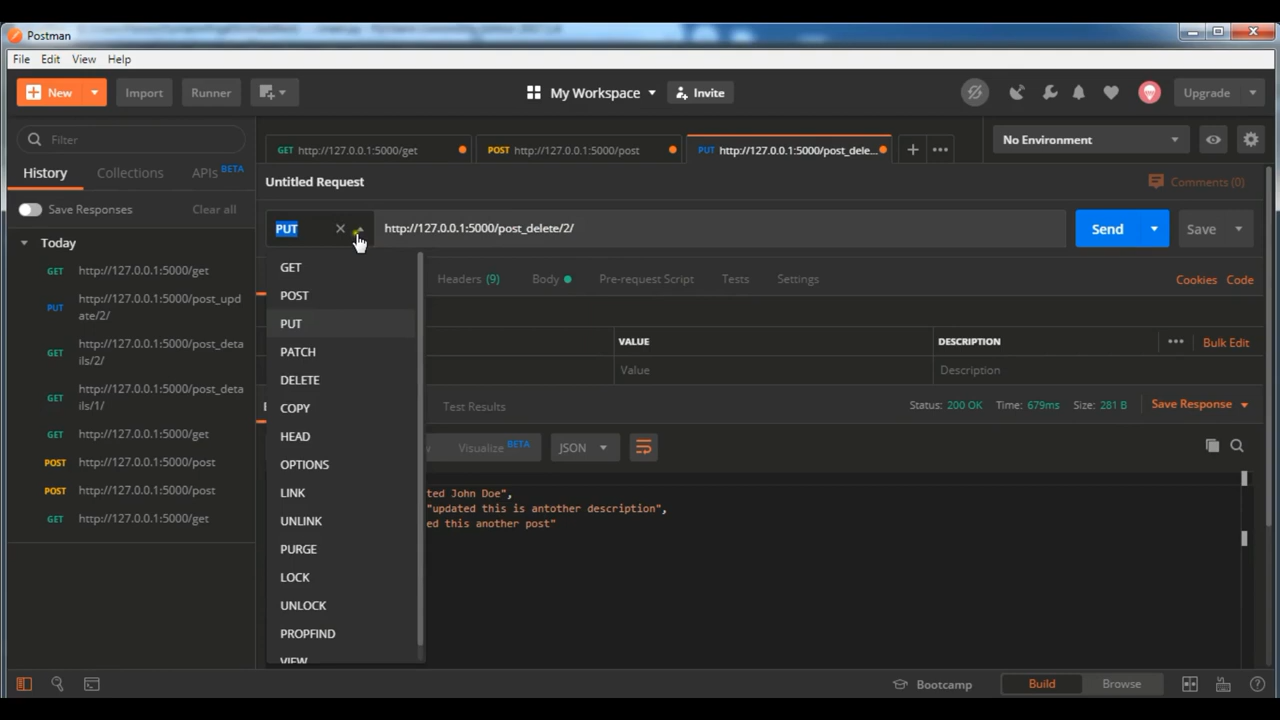 Postman
File Edit View Help
New Import Runner My Workspace Invite Upgrade
Filter
GET http://127.0.0.1:5000/get POST http://127.0.0.1:5000/post PUT http://127.0.0.1:5000/post_dele... No Environment
History Collections APIs BETA
Untitled Request Comments (0)
Save Responses Clear all
PUT http://127.0.0.1:5000/post_delete/2/ Send Save
Today
GET http://127.0.0.1:5000/get
PUT http://127.0.0.1:5000/post_upd
ate/2/
GET http://127.0.0.1:5000/post_deta
ils/2/
GET http://127.0.0.1:5000/post_deta
ils/1/
GET http://127.0.0.1:5000/get
POST http://127.0.0.1:5000/post
POST http://127.0.0.1:5000/post
GET http://127.0.0.1:5000/get
GET
POST
PUT
PATCH
DELETE
COPY
HEAD
OPTIONS
LINK
UNLINK
PURGE
LOCK
UNLOCK
PROPFIND
VIEW
Headers (9) Body Pre-request Script Tests Settings Cookies Code
VALUE DESCRIPTION Bulk Edit
Value Description
Test Results Status: 200 OK Time: 679ms Size: 281 B Save Response
Visualize BETA JSON
ted John Doe",
"updated this is antother description",
ed this another post"
Bootcamp Build Browse